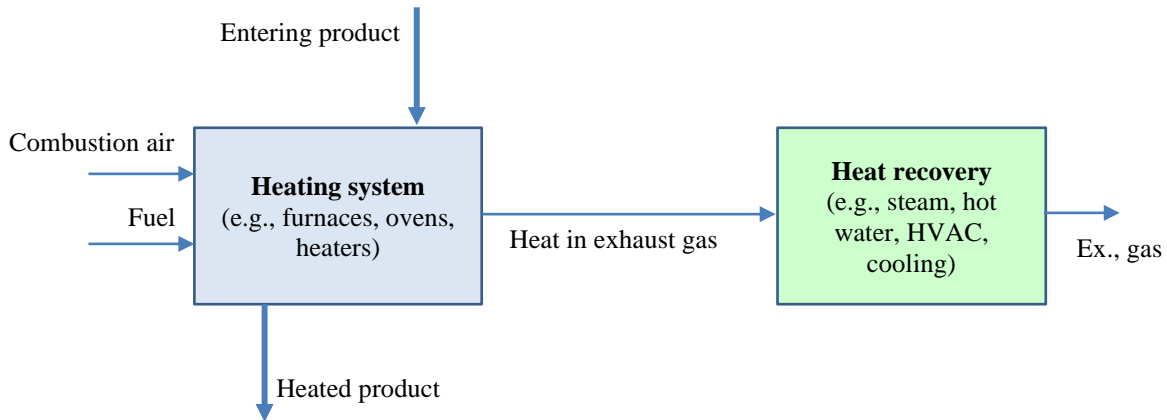 Entering product
Combustion air
Fuel
Heating system
(e.g., furnaces, ovens,
heaters)
Heat in exhaust gas
Heat recovery
(e.g., steam, hot
water, HVAC,
cooling)
Ex., gas
Heated product